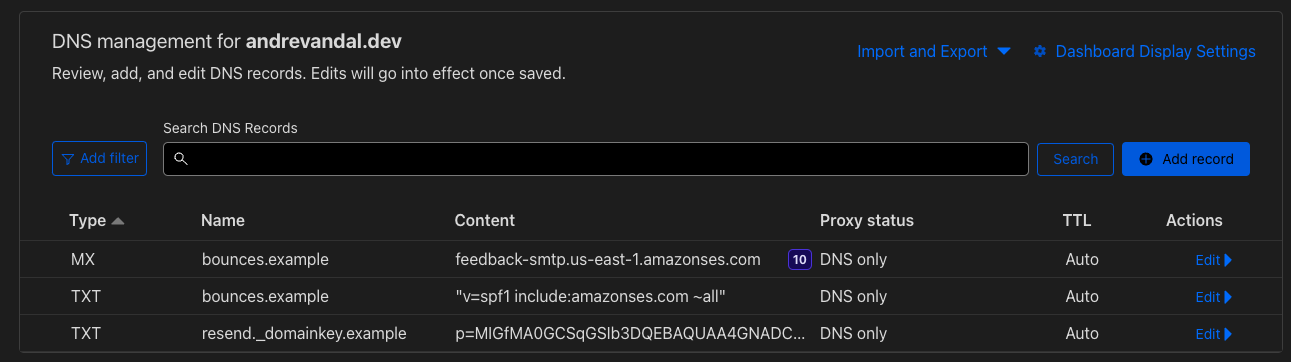 DNS management for andrevandal.dev
Import and Export
Dashboard Display Settings
Review, add, and edit DNS records. Edits will go into effect once saved.
Search DNS Records
Add filter
Search
Add record
Type Name Content Proxy status TTL Actions
MX bounces.example feedback-smtp.us-east-1.amazonses.com 10 DNS only Auto Edit
TXT bounces.example "v=spf1 include:amazonses.com ~all" DNS only Auto Edit
TXT resend._domainkey.example p=MIGfMA0GCSqGSIb3DQEBAQUAA4GNADC... DNS only Auto Edit